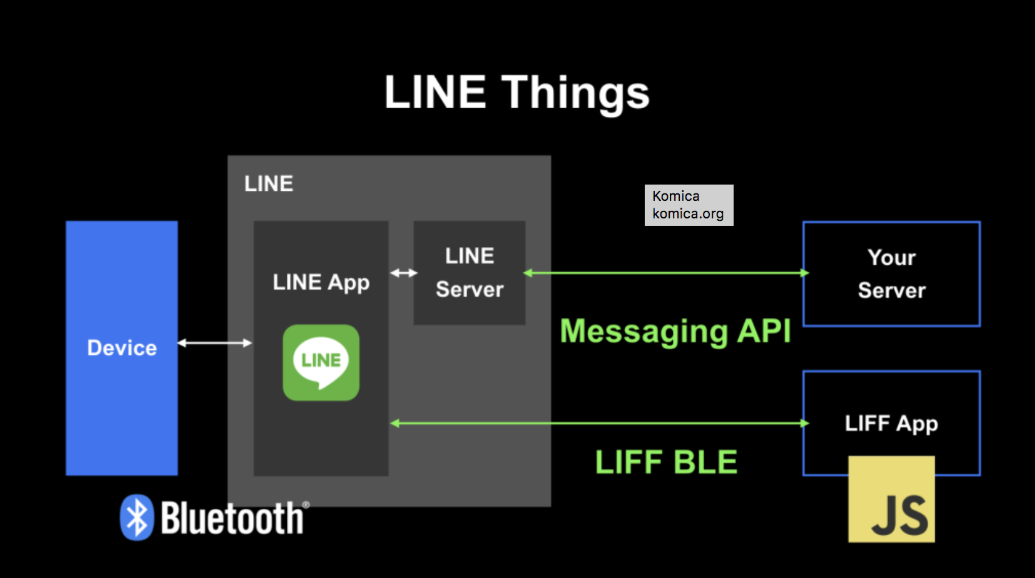 LINE Things
LINE
Komica
komica.org
LINE App
LINE
Server
Your
Server
Messaging API
LINE
Device
LIFF App
LIFF BLE
Bluetooth®
JS